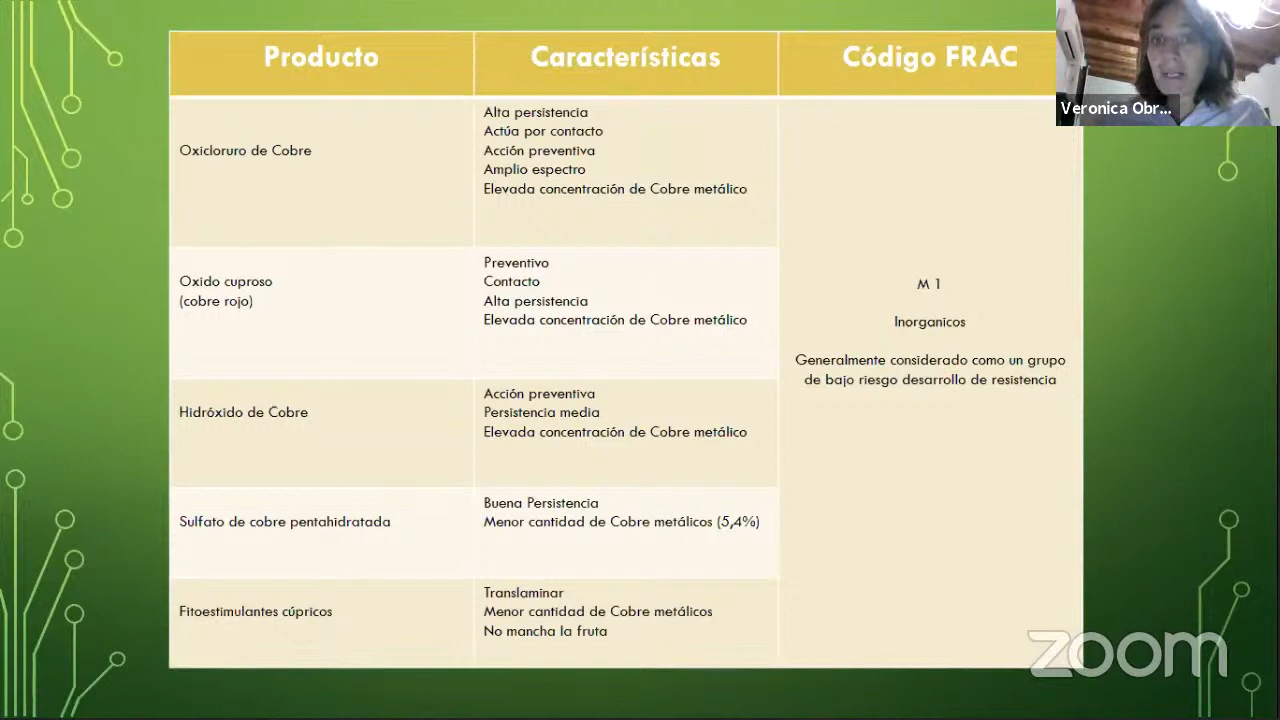 Producto
Características
Código FRAC
Veronica Obr...
Oxicloruro de Cobre
Alta persistencia
Actúa por contacto
Acción preventiva
Amplio espectro
Elevada concentración de Cobre metálico
Oxido cuproso
(cobre rojo)
Preventivo
Contacto
Alta persistencia
Elevada concentración de Cobre metálico
Hidróxido de Cobre
Acción preventiva
Persistencia media
Elevada concentración de Cobre metálico
Sulfato de cobre pentahidratada
Buena Persistencia
Menor cantidad de Cobre metálicos (5,4%)
Fitoestimulantes cúpricos
Translaminar
Menor cantidad de Cobre metálicos
No mancha la fruta
M 1
Inorganicos
Generalmente considerado como un grupo
de bajo riesgo desarrollo de resistencia
zoom